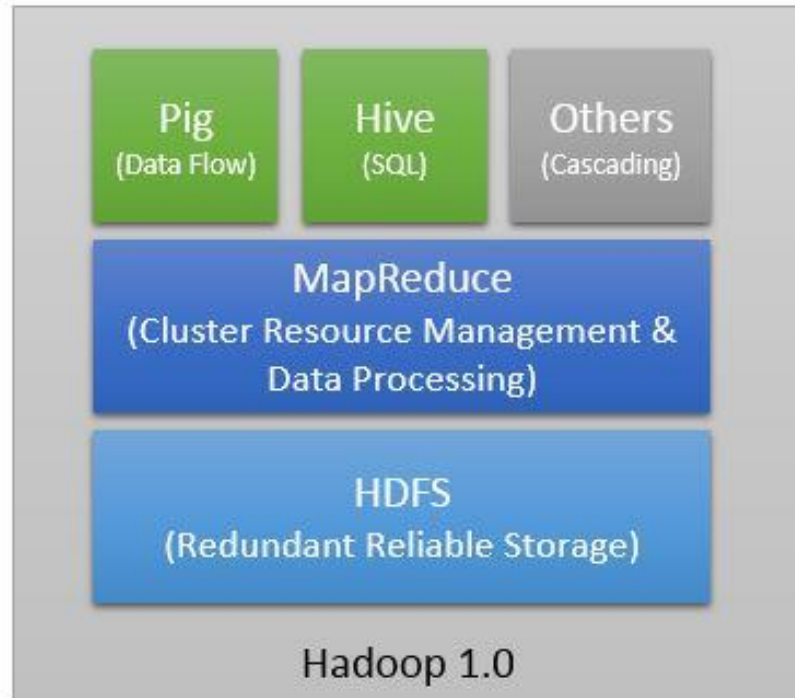 Pig
(Data Flow)
Hive
(SQL)
Others
(Cascading)
MapReduce
(Cluster Resource Management &
Data Processing)
HDFS
(Redundant Reliable Storage)
Hadoop 1.0